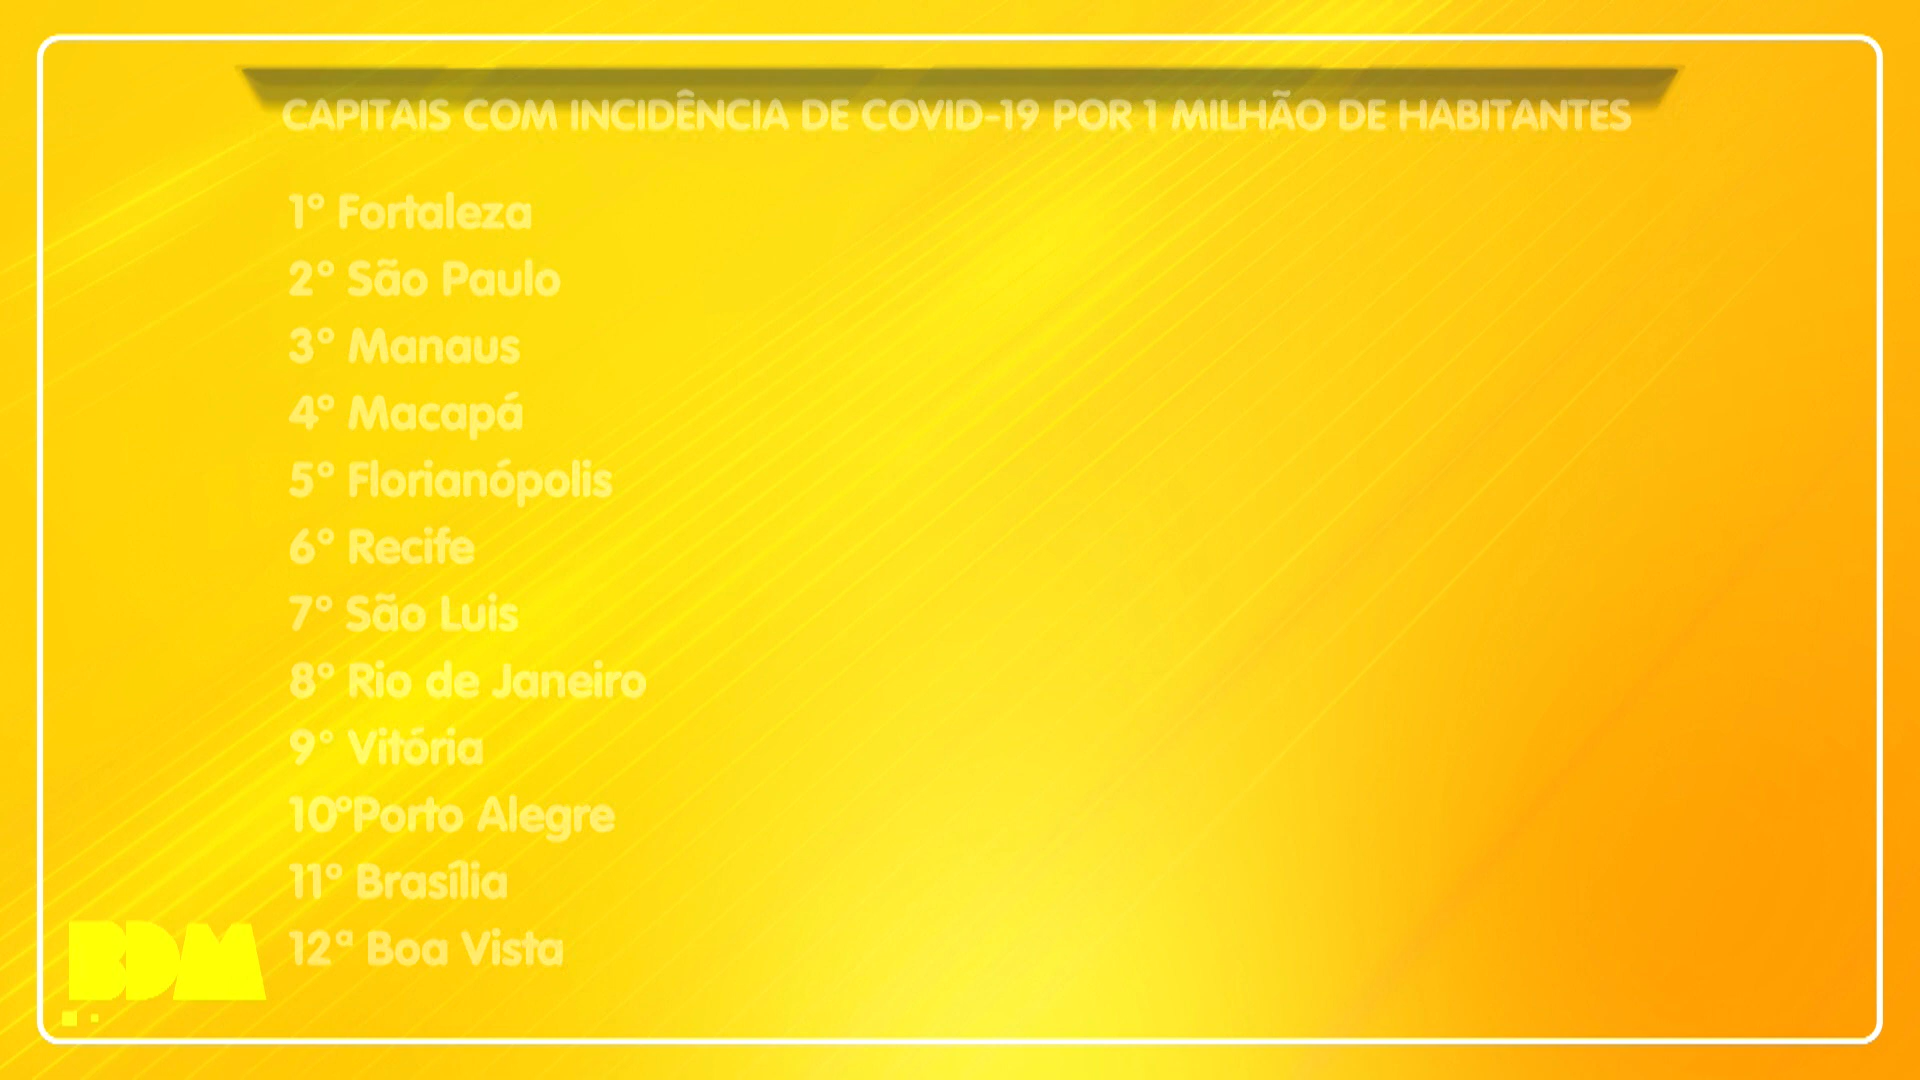 CAPITAIS COM INCIDÊNCIA DE COVID-19 POR 1 MILHÃO DE HABITANTES
1° Fortaleza
2° São Paulo
3° Manaus
4° Macapá
5° Florianópolis
6° Recife
7° São Luis
8° Rio de Janeiro
9° Vitória
10ºPorto Alegre
11° Brasília
12ª Boa Vista
BDM